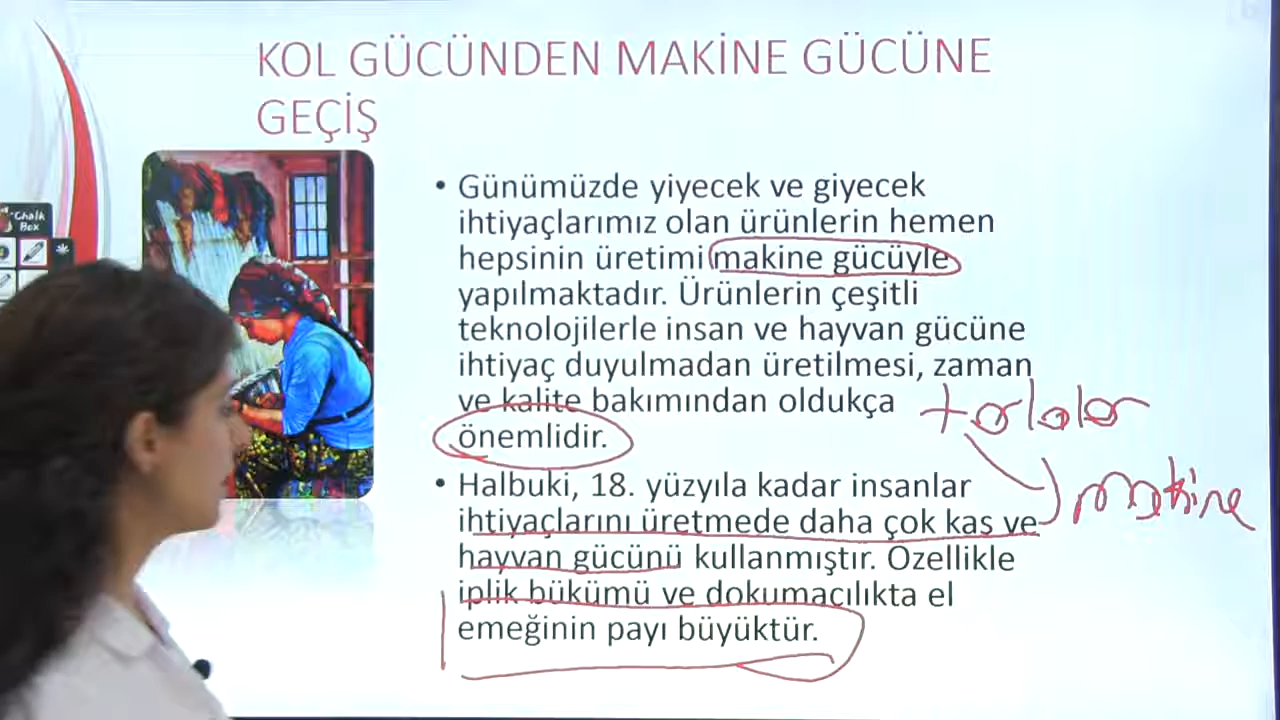 KOL GÜCÜNDEN MAKİNE GÜCÜNE
GEÇİŞ
Chalk
Box
• Günümüzde yiyecek ve giyecek
ihtiyaçlarımız olan ürünlerin hemen
hepsinin üretimi makine gücüyle
yapılmaktadır. Ürünlerin çeşitli
teknolojilerle insan ve hayvan gücüne
ihtiyaç duyulmadan üretilmesi, zaman
ve kalite bakımından oldukça
önemlidir.
tarlalar
• Halbuki, 18. yüzyıla kadar insanlar
makine
ihtiyaçlarını üretmede daha çok kas ve
hayvan gücünü kullanmıştır. Özellikle
iplik bükümü ve dokumacılıkta el
emeğinin payı büyüktür.